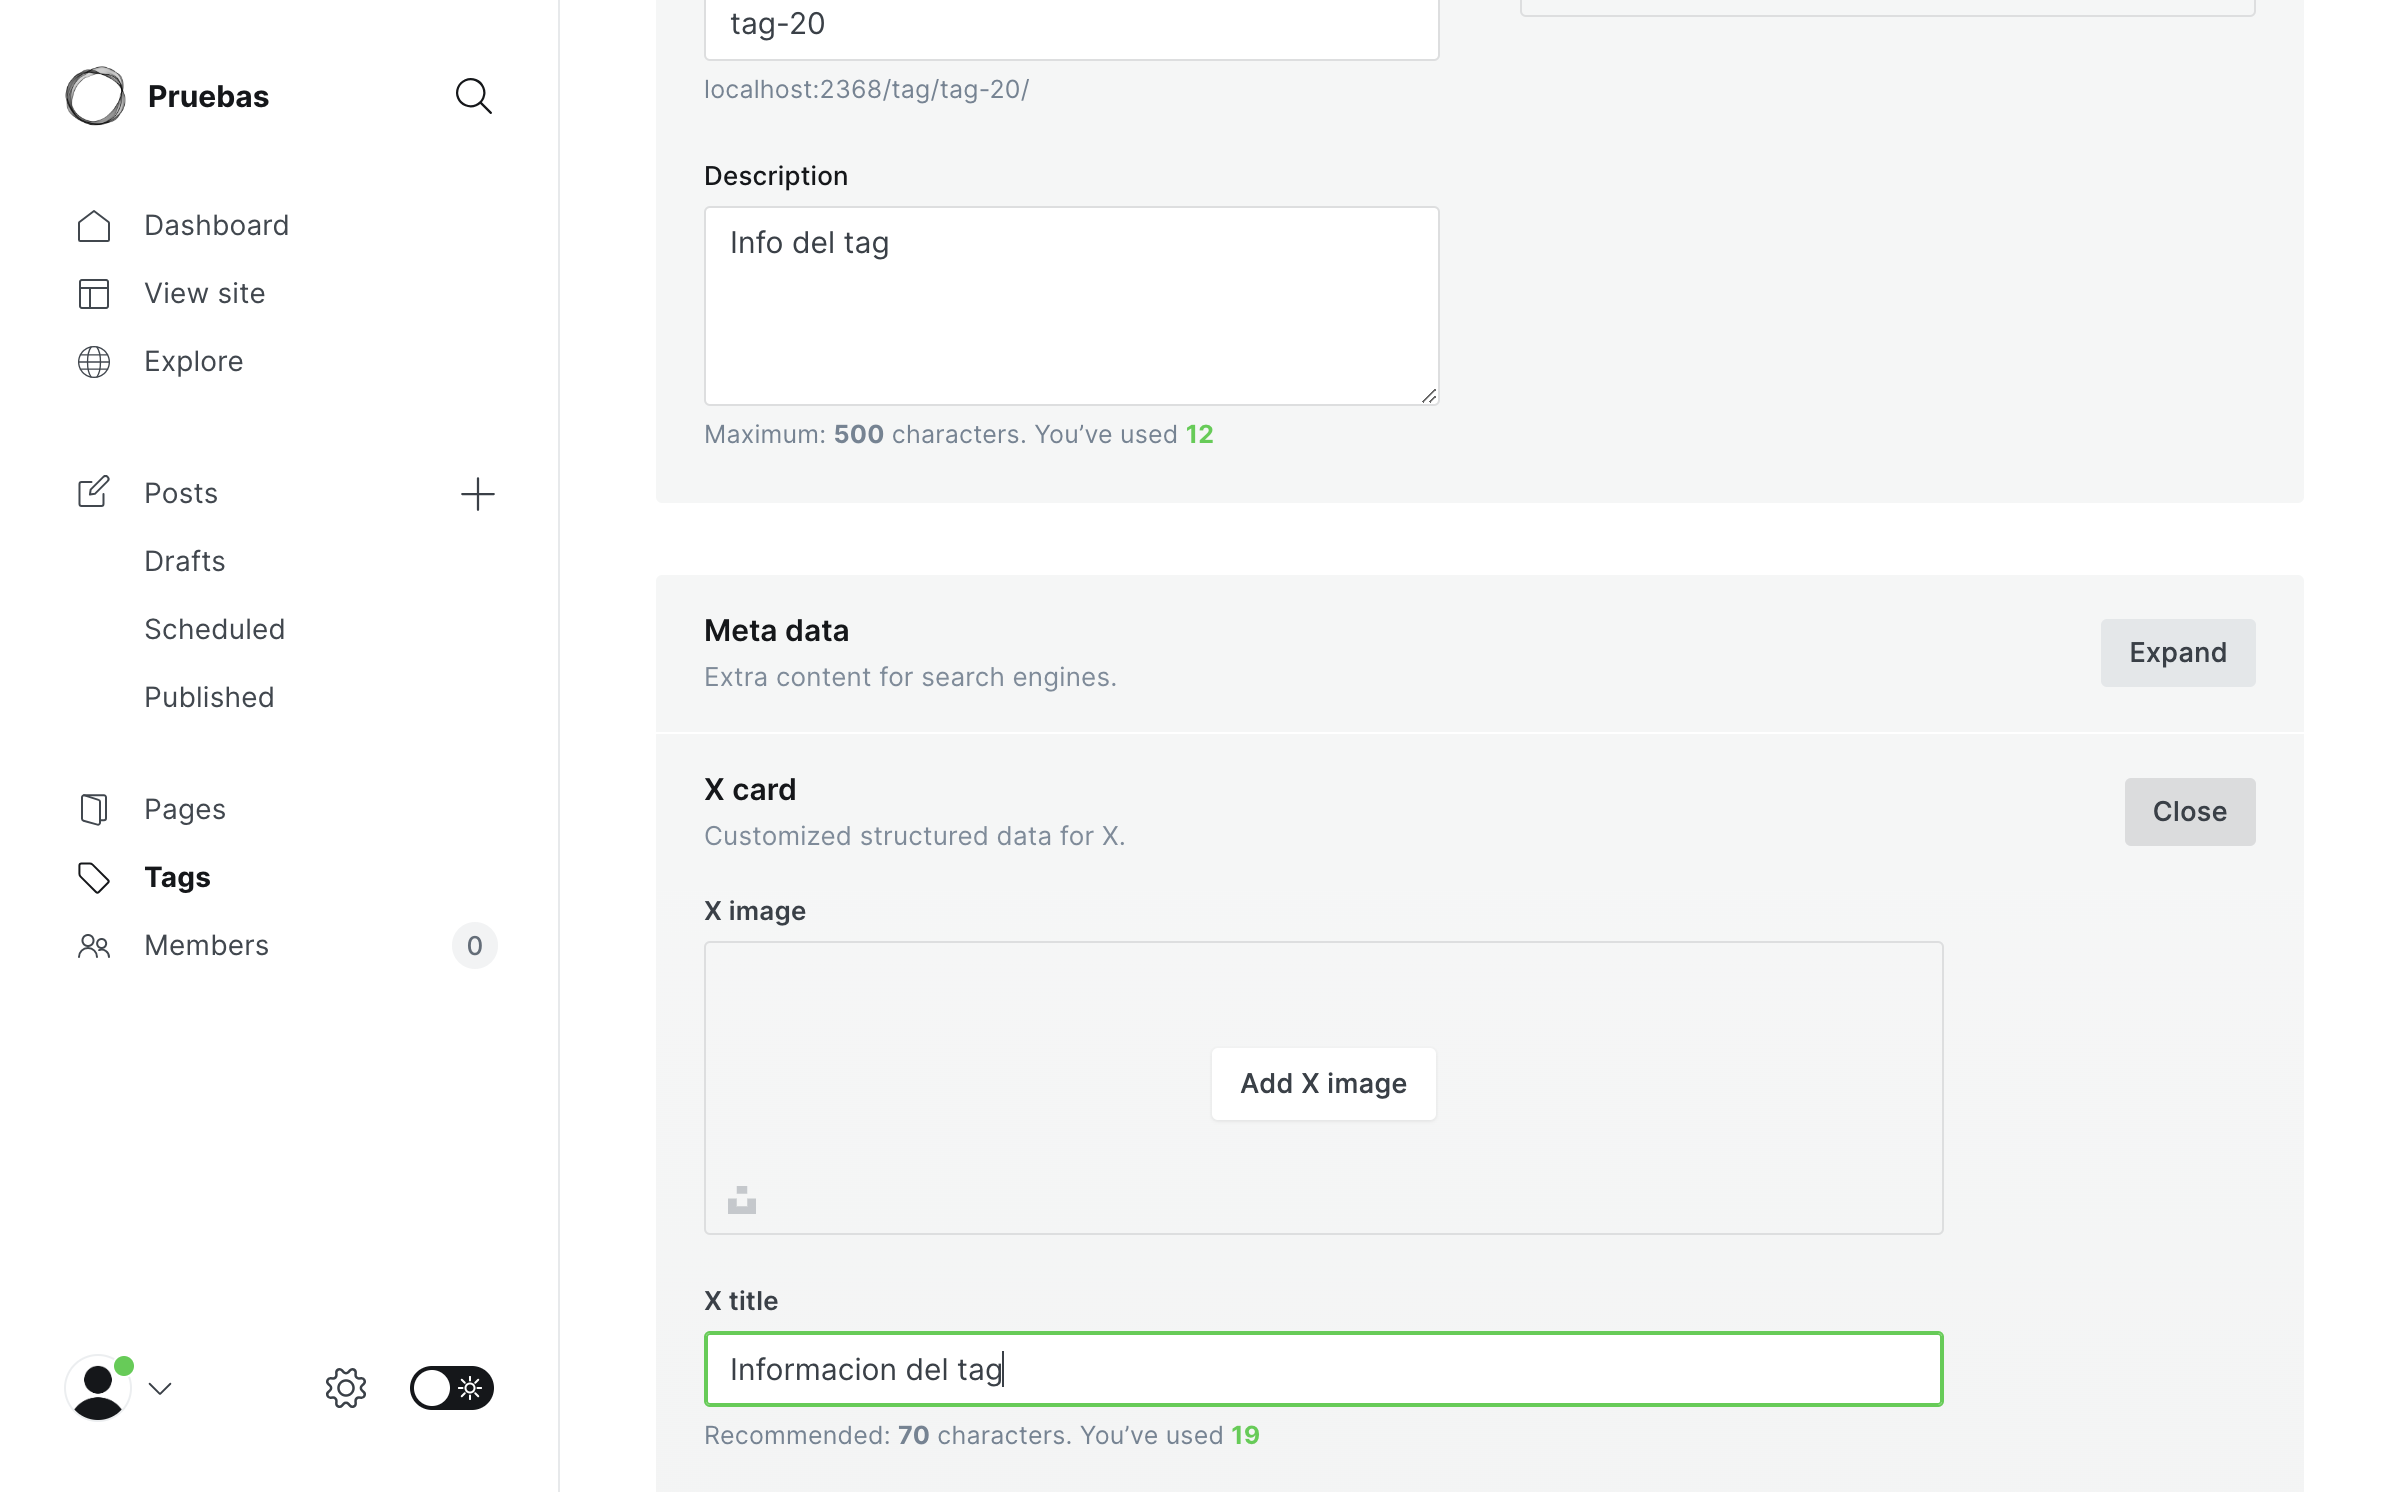 Pruebas
Dashboard
View site
Explore
Posts
Drafts
Scheduled
Published
Pages
Tags
Members
0
tag-20
localhost:2368/tag/tag-20/
Description
Info del tag
Maximum: 500 characters. You’ve used 12
Meta data
Extra content for search engines.
Expand
X card
Customized structured data for X.
Close
X image
Add X image
X title
Informacion del tag
Recommended: 70 characters. You’ve used 19